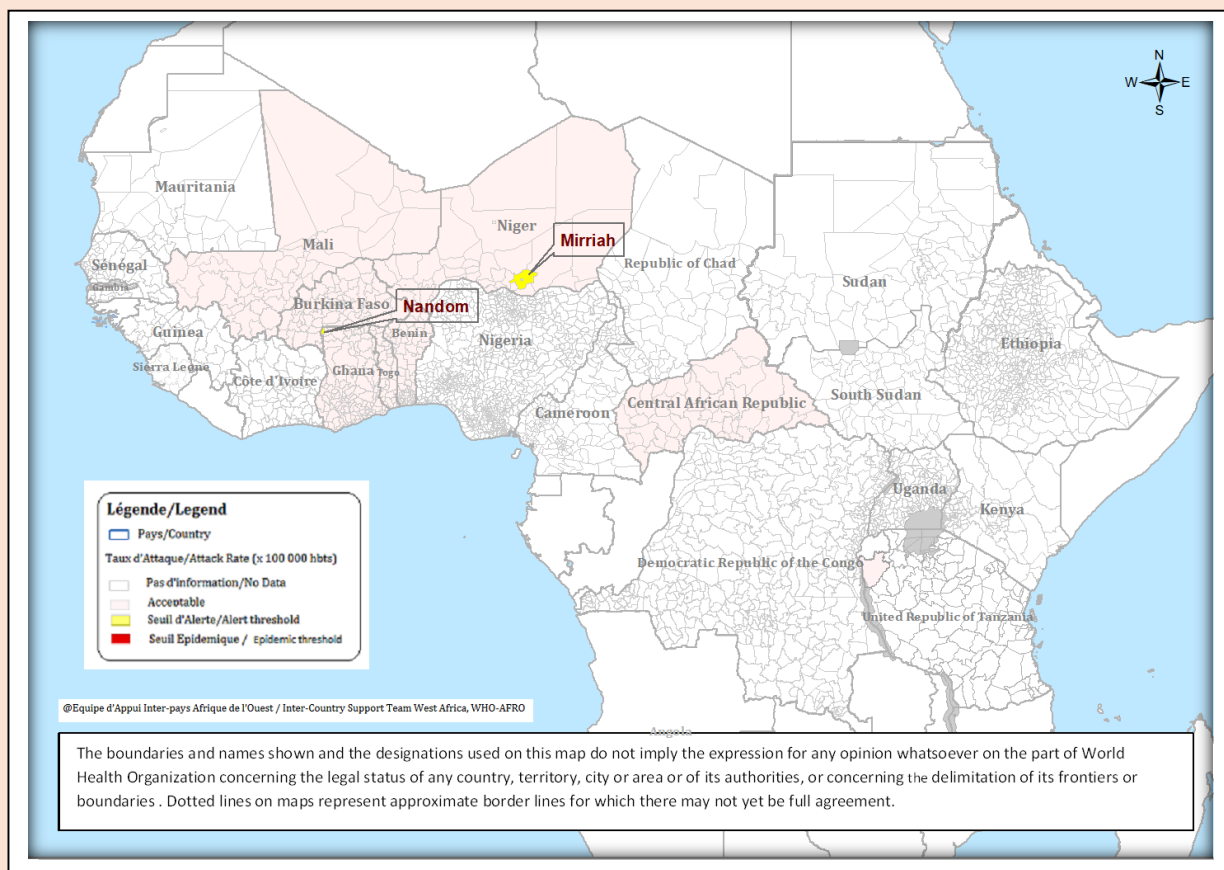 N
W E
S
Mauritania
Mali
Niger
Mirriah
Republic of Chad
Sudan
Sénégal
Gambia
Burkina Faso
Nandom
Benin
Nigeria
Guinea
Sierra Leone
Côte d'Ivoire
Ghana
Togo
Ethiopia
Cameroon
Central African Republic
South Sudan
Uganda
Kenya
Democratic Republic of the Congo
United Republic of Tanzania
Angola
Légende/Legend
Pays/Country
Taux d'Attaque/Attack Rate (x 100 000 hbts)
Pas d'information/No Data
Acceptable
Seuil d'Alerte/Alert threshold
Seuil Epidemique / Epidemic threshold
@Equipe d'Appui Inter-pays Afrique de l'Ouest / Inter-Country Support Team West Africa, WHO-AFRO
The boundaries and names shown and the designations used on this map do not imply the expression for any opinion whatsoever on the part of World
Health Organization concerning the legal status of any country, territory, city or area or of its authorities, or concerning the delimitation of its frontiers or
boundaries . Dotted lines on maps represent approximate border lines for which there may not yet be full agreement.